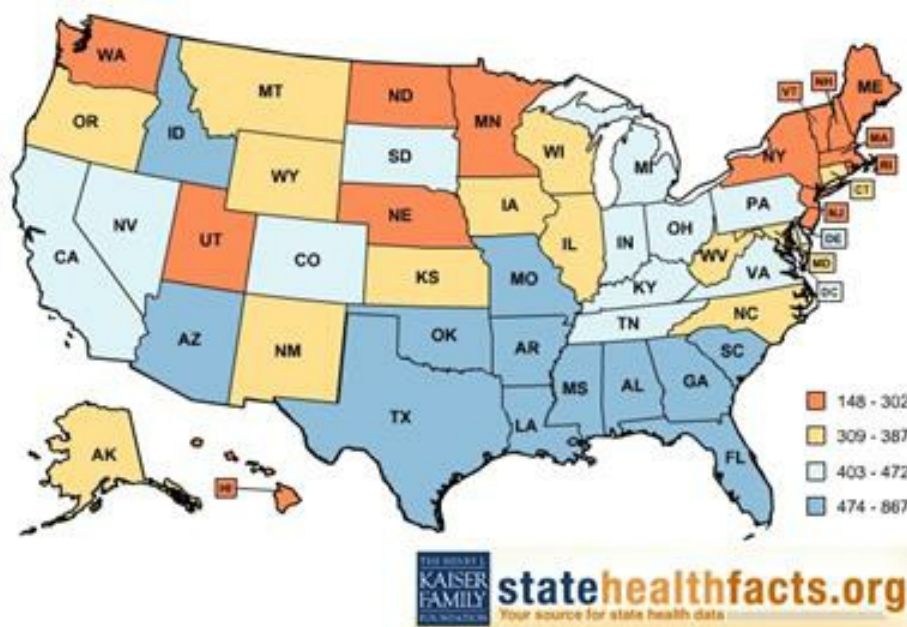 WA
MT
ND
MN
VT
NH
ME
OR
ID
SD
WI
MI
NY
MA
RI
WY
CT
IA
PA
NE
NJ
NV
UT
OH
DE
IL
IN
CA
CO
WV
MD
VA
KS
MO
KY
DC
NC
TN
AZ
OK
NM
AR
SC
MS
AL
GA
TX
LA
FL
AK
HI
148 - 302
309 - 387
403 - 472
474 - 867
THE HENRY J.
KAISER
FAMILY
FOUNDATION
statehealthfacts.org
Your source for state health data